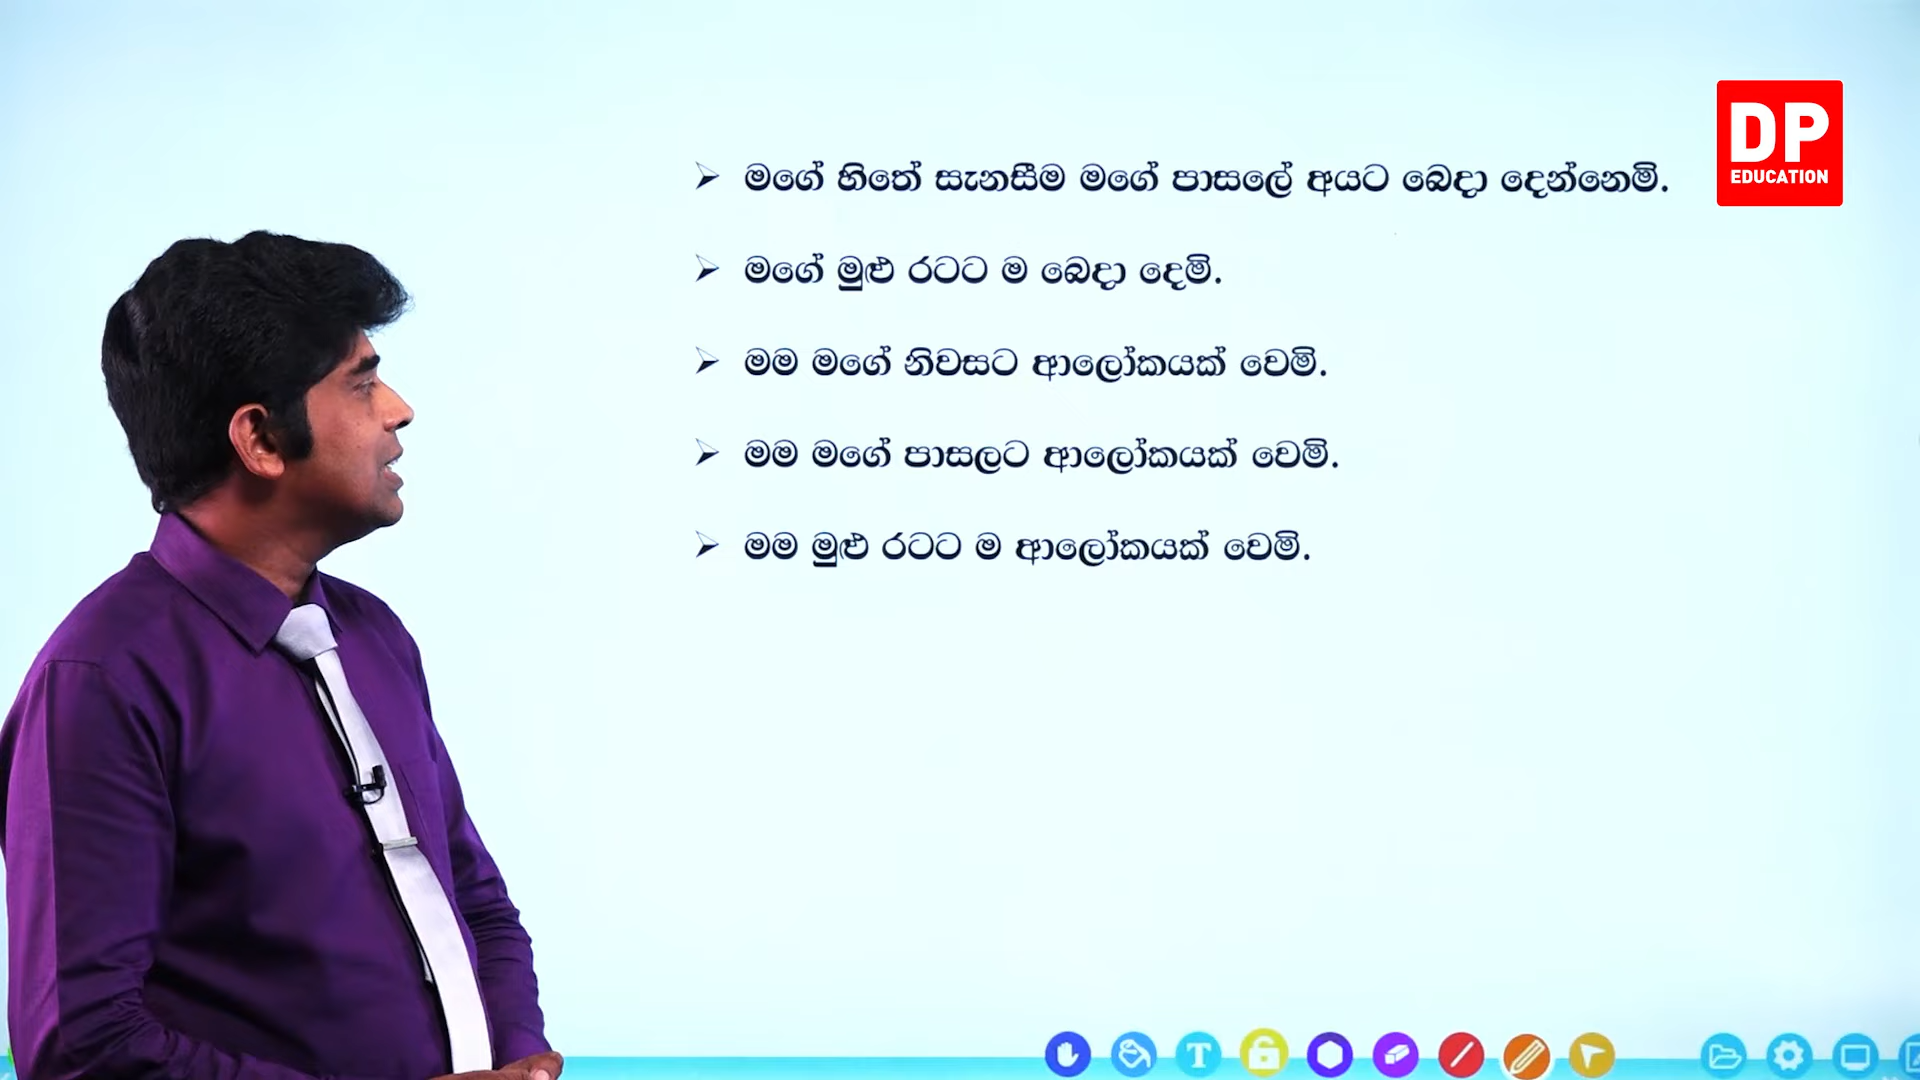 DP
EDUCATION
මගේ හිතේ සැනසීම මගේ පාසලේ අයට බෙදා දෙන්නෙමි.
මගේ මුළු රටට ම බෙදා දෙමි.
මම මගේ නිවසට ආලෝකයක් වෙමි.
මම මගේ පාසලට ආලෝකයක් වෙමි.
මම මුළු රටට ම ආලෝකයක් වෙමි.